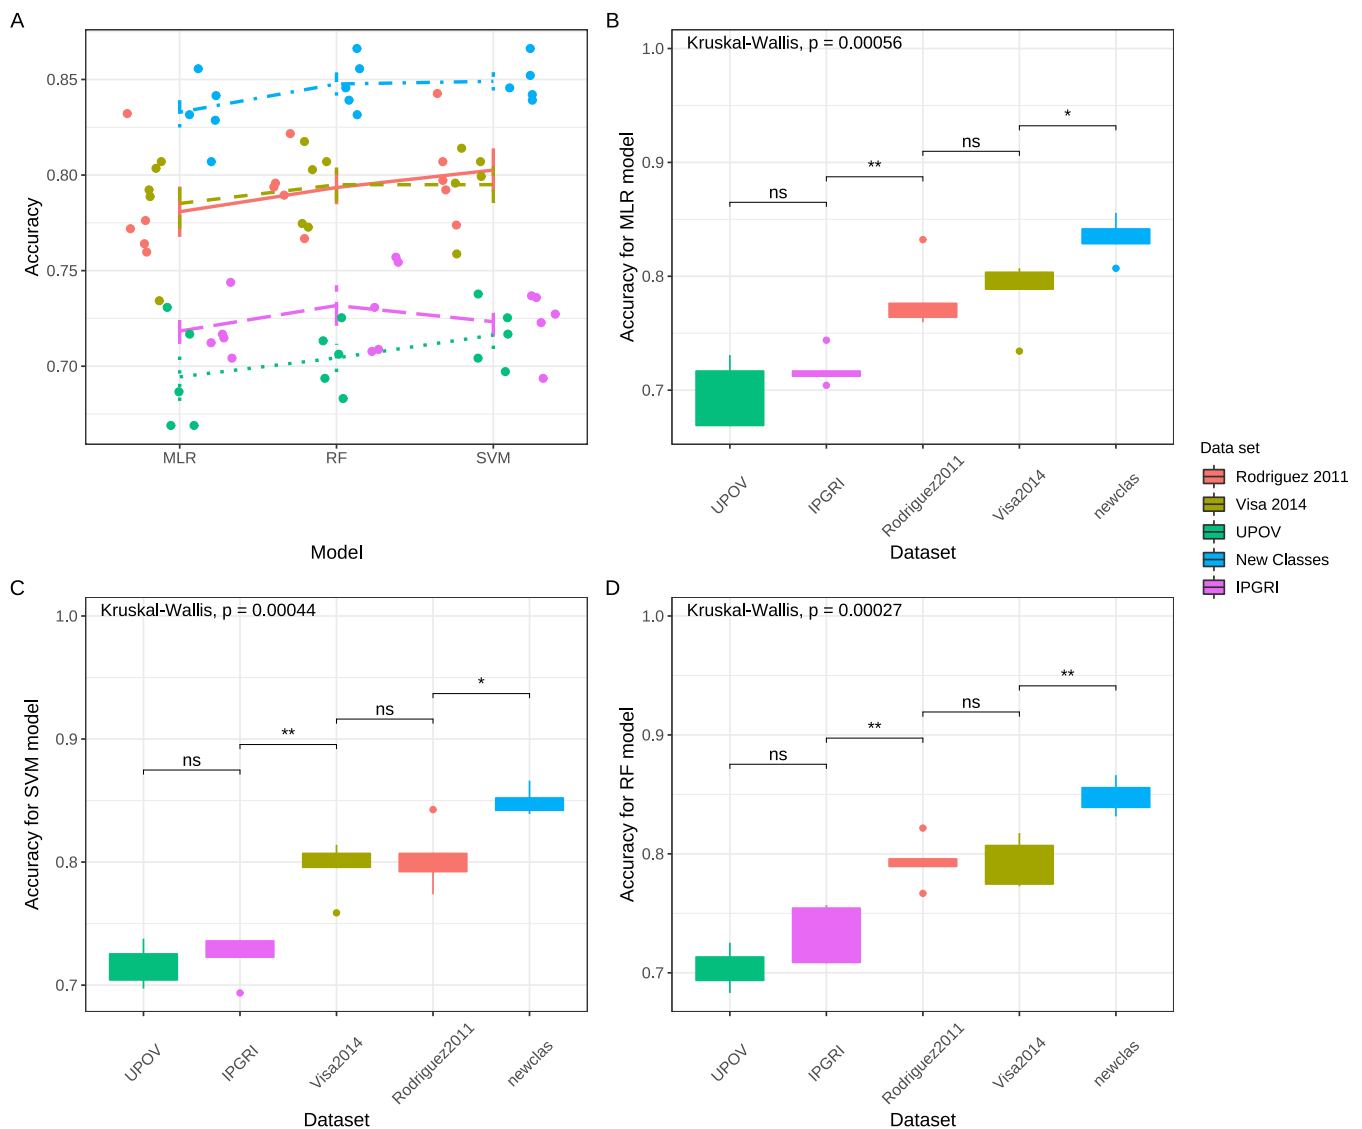 A
0.85
0.80
0.75
0.70
Accuracy
MLR
RF
SVM
Model
B
Kruskal-Wallis, p = 0.00056
1.0
0.9
0.8
0.7
Accuracy for MLR model
ns
**
ns
*
UPOV
IPGRI
Rodriguez2011
Visa2014
newclas
Dataset
Data set
Rodriguez 2011
Visa 2014
UPOV
New Classes
IPGRI
C
Kruskal-Wallis, p = 0.00044
1.0
0.9
0.8
0.7
Accuracy for SVM model
ns
**
ns
*
UPOV
IPGRI
Visa2014
Rodriguez2011
newclas
Dataset
D
Kruskal-Wallis, p = 0.00027
1.0
0.9
0.8
0.7
Accuracy for RF model
ns
**
ns
**
UPOV
IPGRI
Rodriguez2011
Visa2014
newclas
Dataset